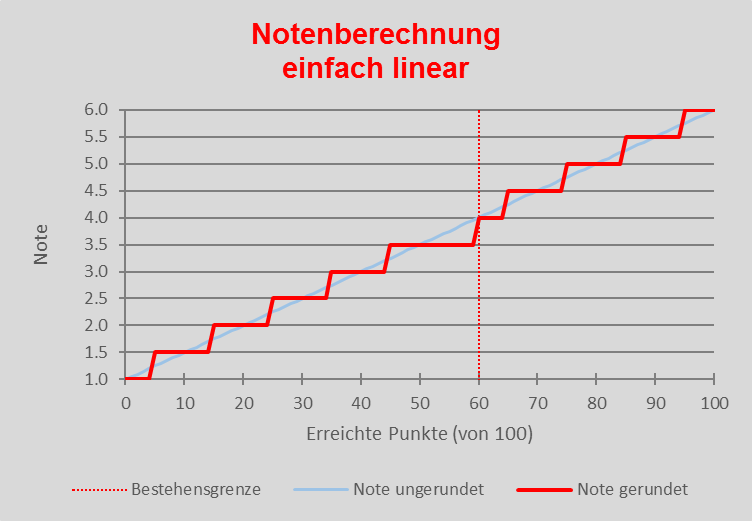 Notenberechnung
einfach linear
6.0
5.5
5.0
4.5
4.0
3.5
3.0
2.5
2.0
1.5
1.0
Note
0 10 20 30 40 50 60 70 80 90 100
Erreichte Punkte (von 100)
Bestehensgrenze Note ungerundet Note gerundet